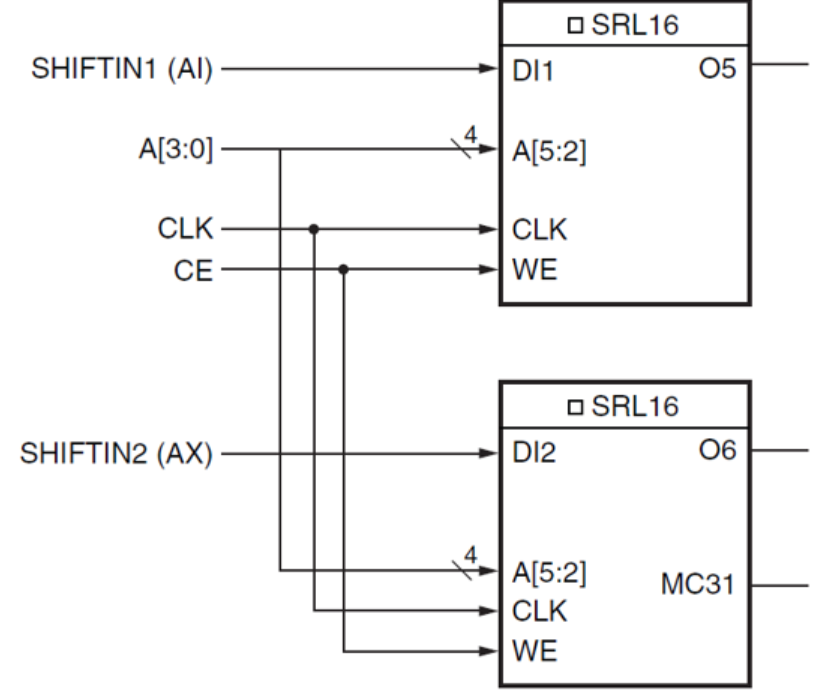 SRL16
SHIFTIN1 (AI)
DI1
O5
A[3:0]
4
A[5:2]
CLK
CLK
CE
WE
SRL16
SHIFTIN2 (AX)
DI2
O6
4
A[5:2]
MC31
CLK
WE